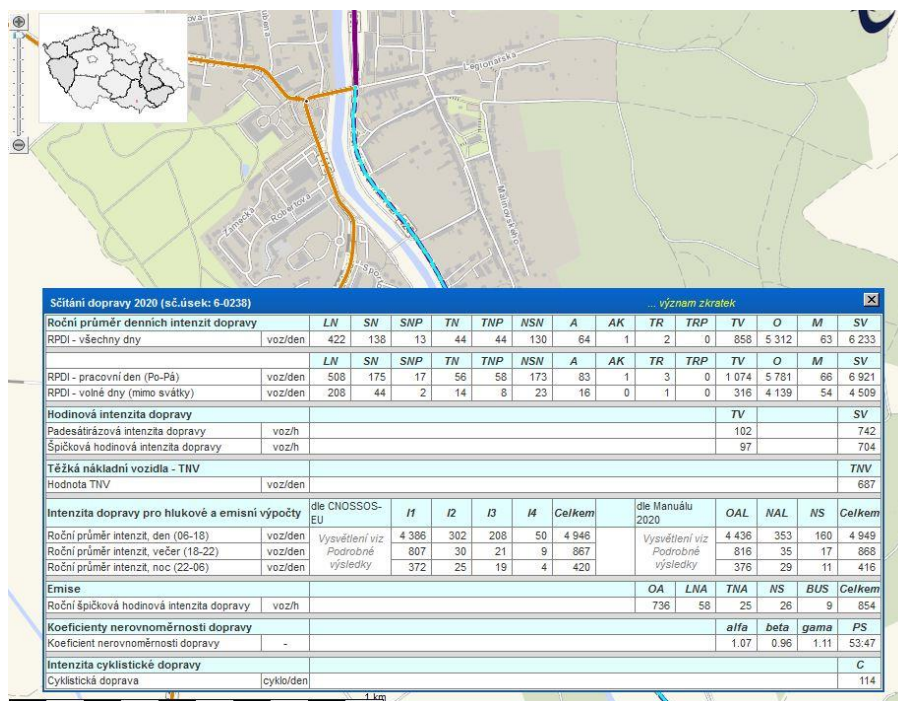 Legionářská
Malinovského
Zámecká
Robertova
Sčítání dopravy 2020 (sč.úsek: 6-0238) ... význam zkratek
Roční průměr denních intenzit dopravy LN SN SNP TN TNP NSN A AK TR TRP TV O M SV
RPDI - všechny dny voz/den 422 138 13 44 44 130 64 1 2 0 858 5 312 63 6 233
LN SN SNP TN TNP NSN A AK TR TRP TV O M SV
RPDI - pracovní den (Po-Pá) voz/den 508 175 17 56 58 173 83 1 3 0 1 074 5 781 66 6 921
RPDI - volné dny (mimo svátky) voz/den 208 44 2 14 8 23 16 0 1 0 316 4 139 54 4 509
Hodinová intenzita dopravy TV SV
Padesátirázová intenzita dopravy voz/h 102 742
Špičková hodinová intenzita dopravy voz/h 97 704
Těžká nákladní vozidla - TNV TNV
Hodnota TNV voz/den 687
Intenzita dopravy pro hlukové a emisní výpočty dle CNOSSOS-EU I1 I2 I3 I4 Celkem dle Manuálu 2020 OAL NAL NS Celkem
Roční průměr intenzit, den (06-18) voz/den Vysvětlení viz Podrobné výsledky 4 386 302 208 50 4 946 Vysvětlení viz Podrobné výsledky 4 436 353 160 4 949
Roční průměr intenzit, večer (18-22) voz/den 807 30 21 9 867 816 35 17 868
Roční průměr intenzit, noc (22-06) voz/den 372 25 19 4 420 376 29 11 416
Emise OA LNA TNA NS BUS Celkem
Roční špičková hodinová intenzita dopravy voz/h 736 58 25 26 9 854
Koeficienty nerovnoměrnosti dopravy alfa beta gama PS
Koeficient nerovnoměrnosti dopravy - 1.07 0.96 1.11 53:47
Intenzita cyklistické dopravy C
Cyklistická doprava cyklo/den 114
1 km